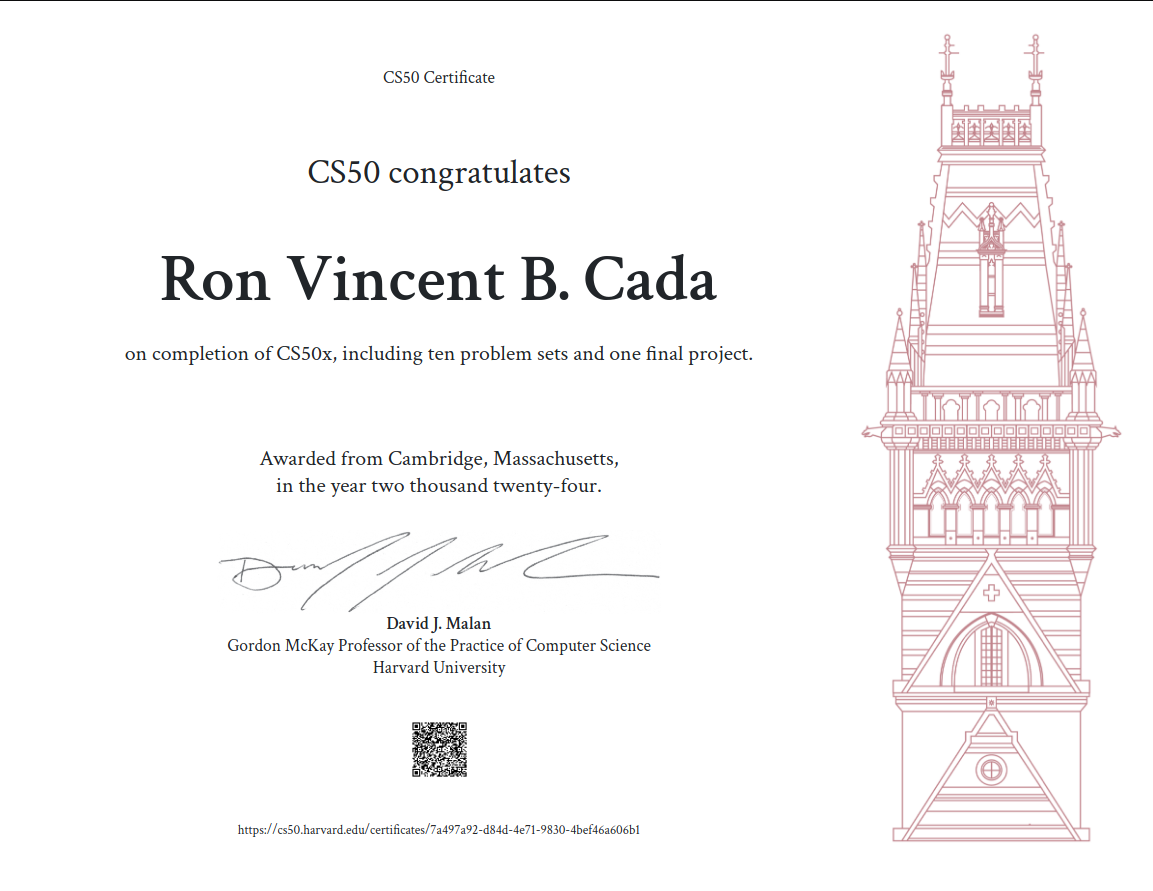 CS50 Certificate
CS50 congratulates
Ron Vincent B. Cada
on completion of CS50x, including ten problem sets and one final project.
Awarded from Cambridge, Massachusetts,
in the year two thousand twenty-four.
David J. Malan
Gordon McKay Professor of the Practice of Computer Science
Harvard University
https://cs50.harvard.edu/certificates/7a497a92-d84d-4e71-9830-4bef46a606b1